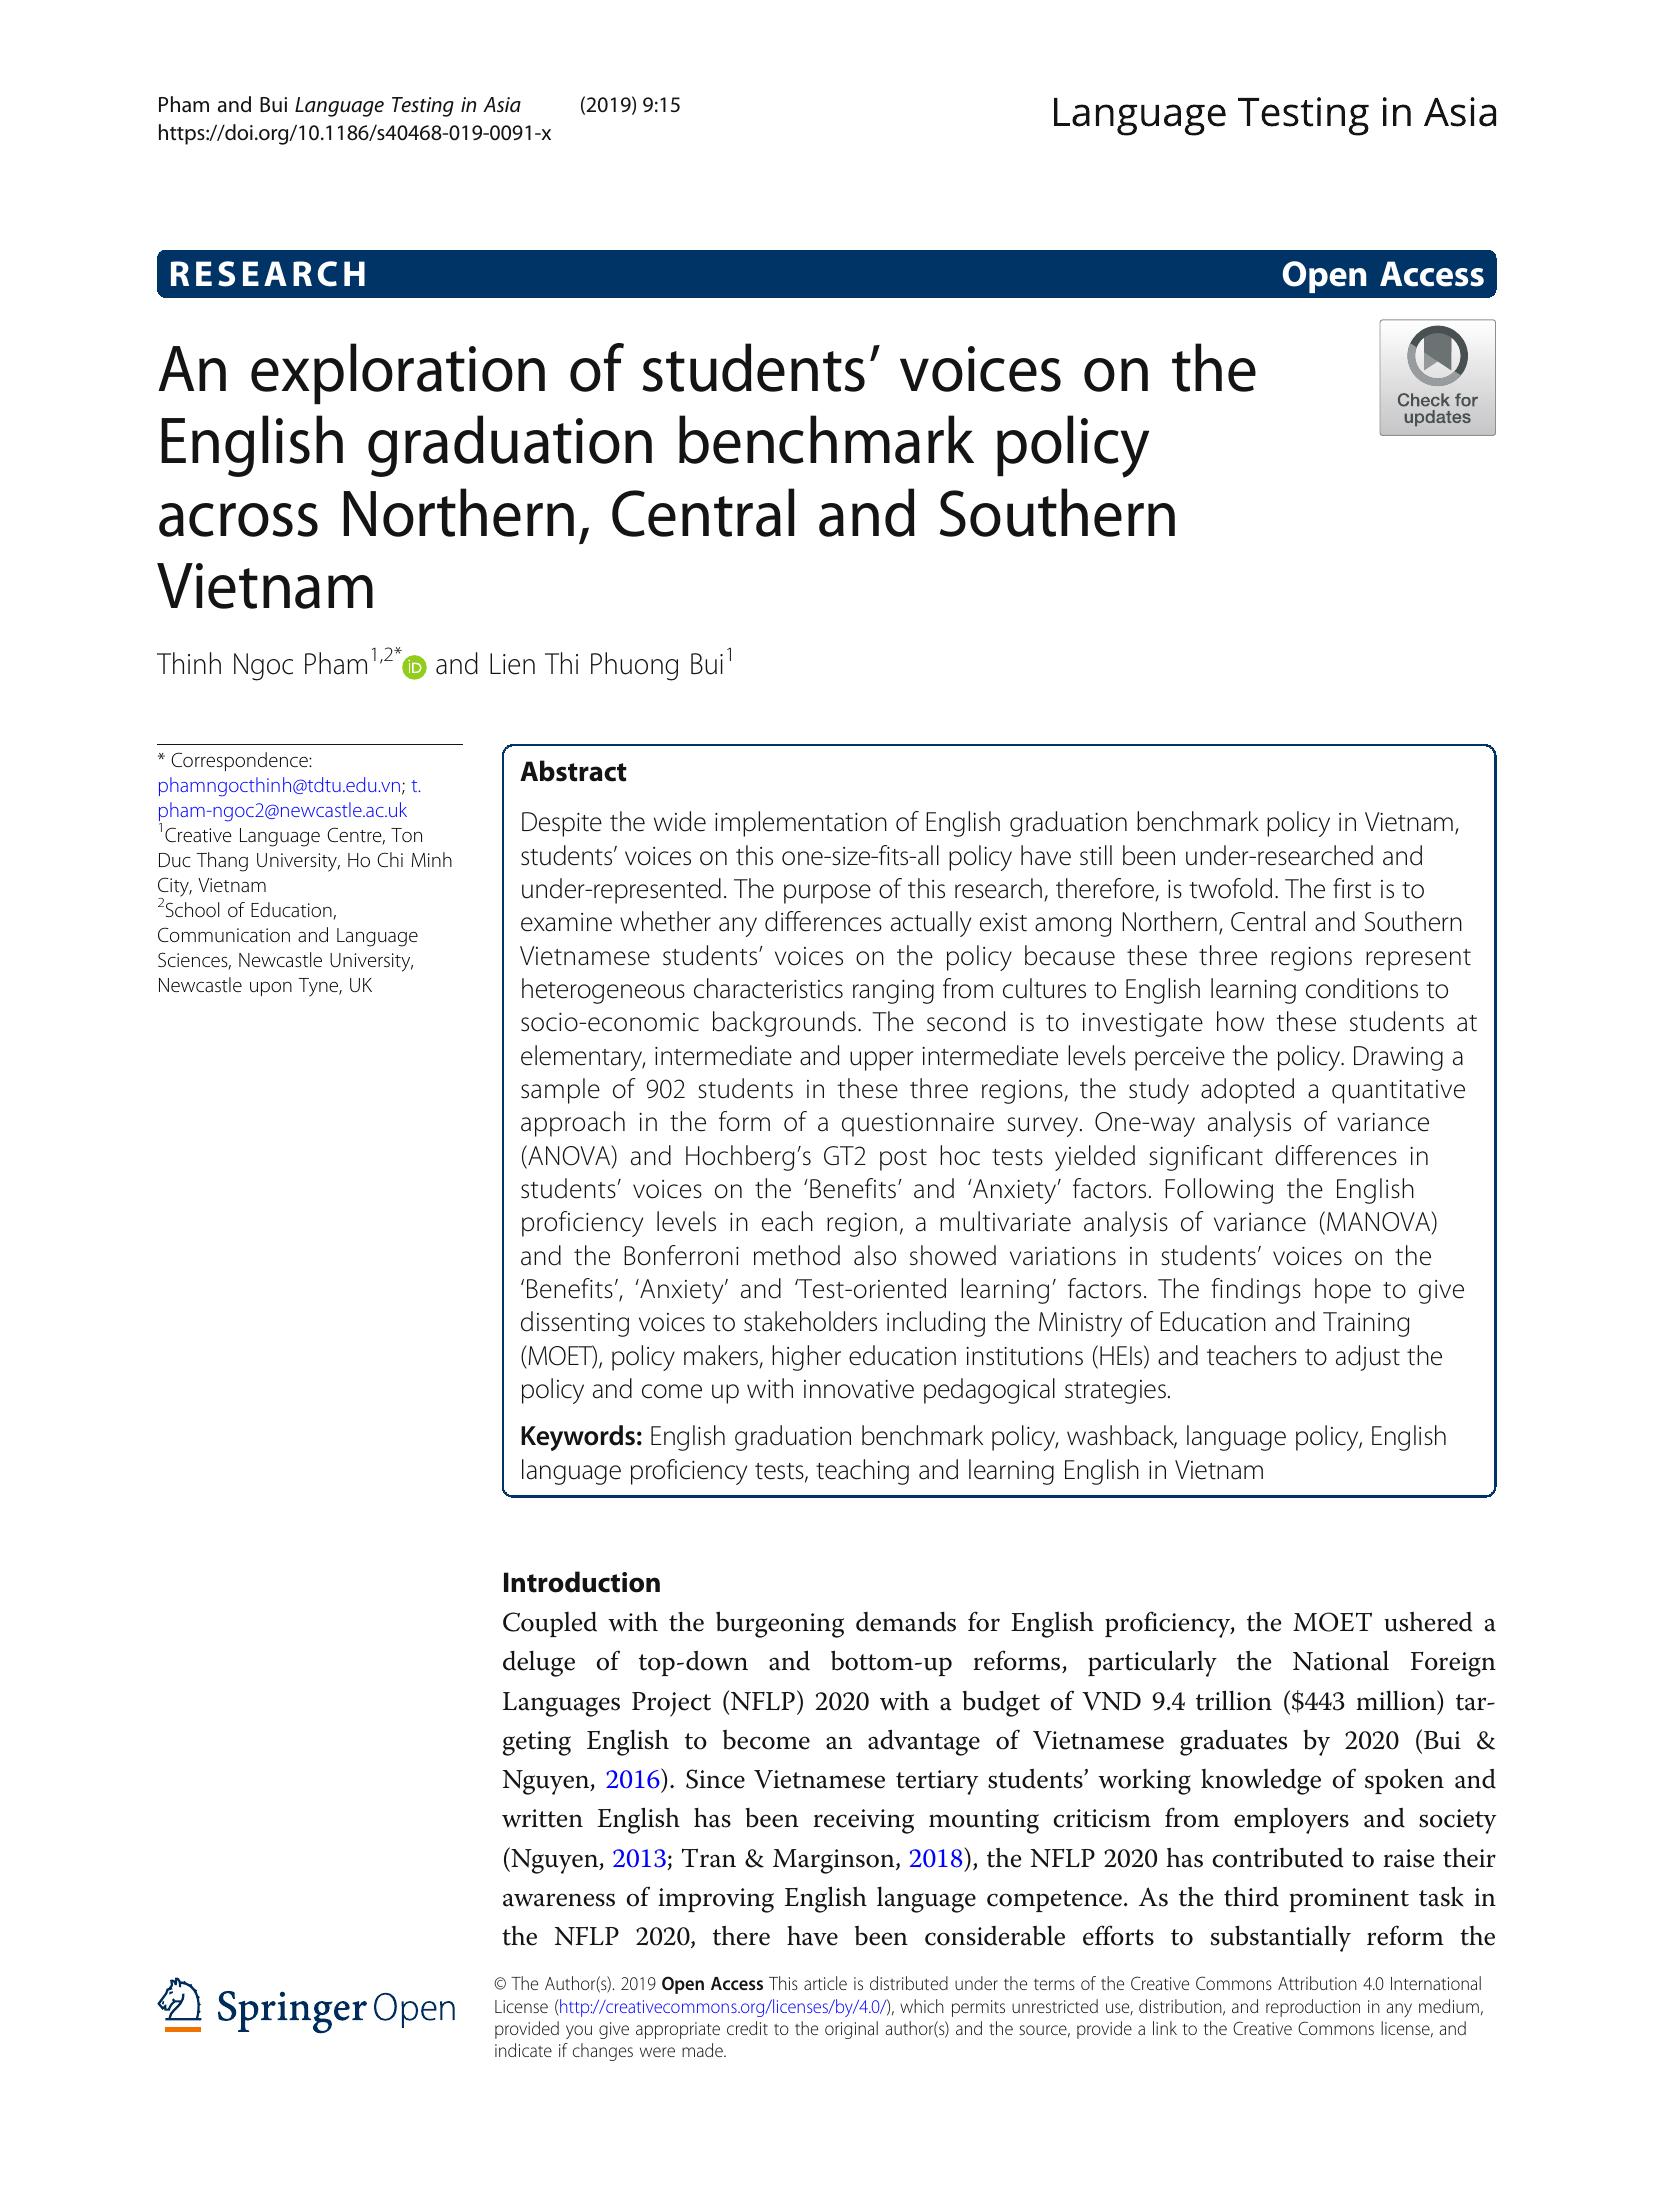 Pham and Bui Language Testing in Asia (2019) 9:15
https://doi.org/10.1186/s40468-019-0091-x
Language Testing in Asia
RESEARCH Open Access
An exploration of students’ voices on the
English graduation benchmark policy
across Northern, Central and Southern
Vietnam
Check for
updates
Thinh Ngoc Pham1,2* iD and Lien Thi Phuong Bui1
* Correspondence:
phamngocthinh@tdtu.edu.vn; t.
pham-ngoc2@newcastle.ac.uk
1Creative Language Centre, Ton
Duc Thang University, Ho Chi Minh
City, Vietnam
2School of Education,
Communication and Language
Sciences, Newcastle University,
Newcastle upon Tyne, UK
Abstract
Despite the wide implementation of English graduation benchmark policy in Vietnam,
students’ voices on this one-size-fits-all policy have still been under-researched and
under-represented. The purpose of this research, therefore, is twofold. The first is to
examine whether any differences actually exist among Northern, Central and Southern
Vietnamese students’ voices on the policy because these three regions represent
heterogeneous characteristics ranging from cultures to English learning conditions to
socio-economic backgrounds. The second is to investigate how these students at
elementary, intermediate and upper intermediate levels perceive the policy. Drawing a
sample of 902 students in these three regions, the study adopted a quantitative
approach in the form of a questionnaire survey. One-way analysis of variance
(ANOVA) and Hochberg’s GT2 post hoc tests yielded significant differences in
students’ voices on the ‘Benefits’ and ‘Anxiety’ factors. Following the English
proficiency levels in each region, a multivariate analysis of variance (MANOVA)
and the Bonferroni method also showed variations in students’ voices on the
‘Benefits’, ‘Anxiety’ and ‘Test-oriented learning’ factors. The findings hope to give
dissenting voices to stakeholders including the Ministry of Education and Training
(MOET), policy makers, higher education institutions (HEIs) and teachers to adjust the
policy and come up with innovative pedagogical strategies.
Keywords: English graduation benchmark policy, washback, language policy, English
language proficiency tests, teaching and learning English in Vietnam
Introduction
Coupled with the burgeoning demands for English proficiency, the MOET ushered a
deluge of top-down and bottom-up reforms, particularly the National Foreign
Languages Project (NFLP) 2020 with a budget of VND 9.4 trillion ($443 million) tar-
geting English to become an advantage of Vietnamese graduates by 2020 (Bui &
Nguyen, 2016). Since Vietnamese tertiary students’ working knowledge of spoken and
written English has been receiving mounting criticism from employers and society
(Nguyen, 2013; Tran & Marginson, 2018), the NFLP 2020 has contributed to raise their
awareness of improving English language competence. As the third prominent task in
the NFLP 2020, there have been considerable efforts to substantially reform the
Springer Open
© The Author(s). 2019 Open Access This article is distributed under the terms of the Creative Commons Attribution 4.0 International
License (http://creativecommons.org/licenses/by/4.0/), which permits unrestricted use, distribution, and reproduction in any medium,
provided you give appropriate credit to the original author(s) and the source, provide a link to the Creative Commons license, and
indicate if changes were made.